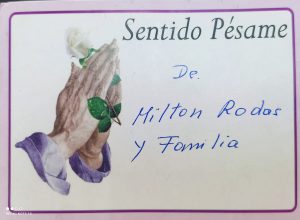 Sentido Pésame
De.
Milton Rodas
y Familia